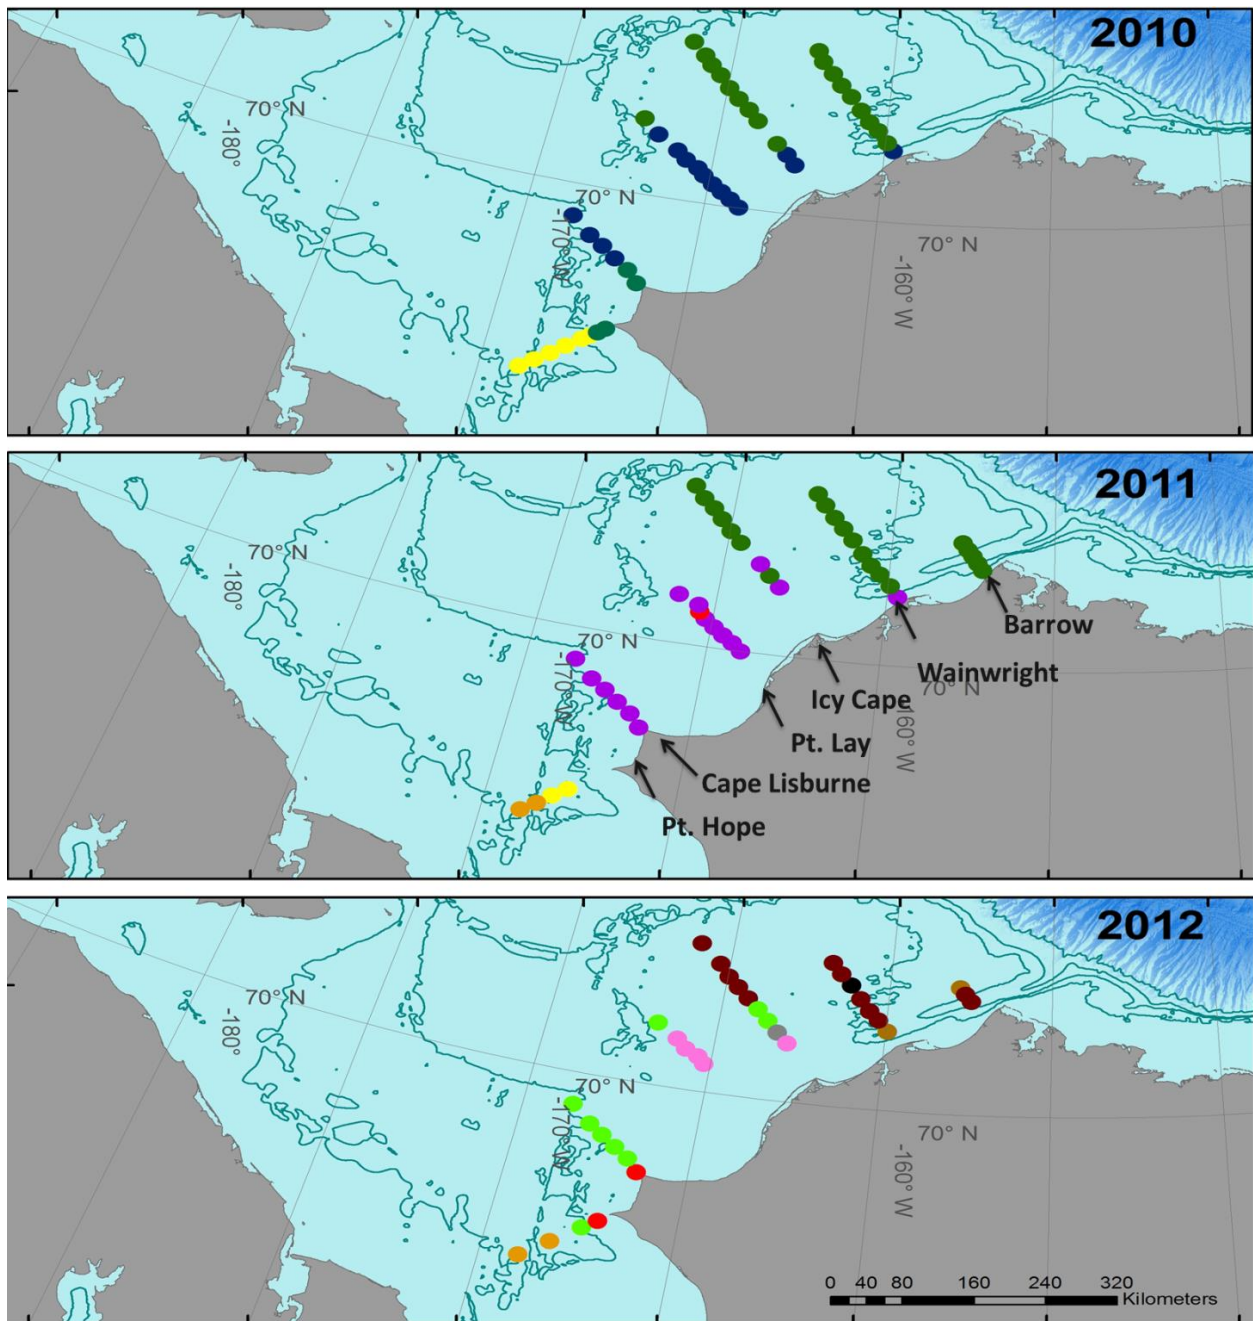 2010
70° N
-180°
70° N
-170° W
70° N
-160° W
2011
70° N
-180°
Barrow
70° N
Wainwright
70° N
-170° W
Icy Cape
-160° W
Pt. Lay
Cape Lisburne
Pt. Hope
2012
70° N
-180°
70° N
-170° W
70° N
-160° W
0 40 80 160 240 320
Kilometers